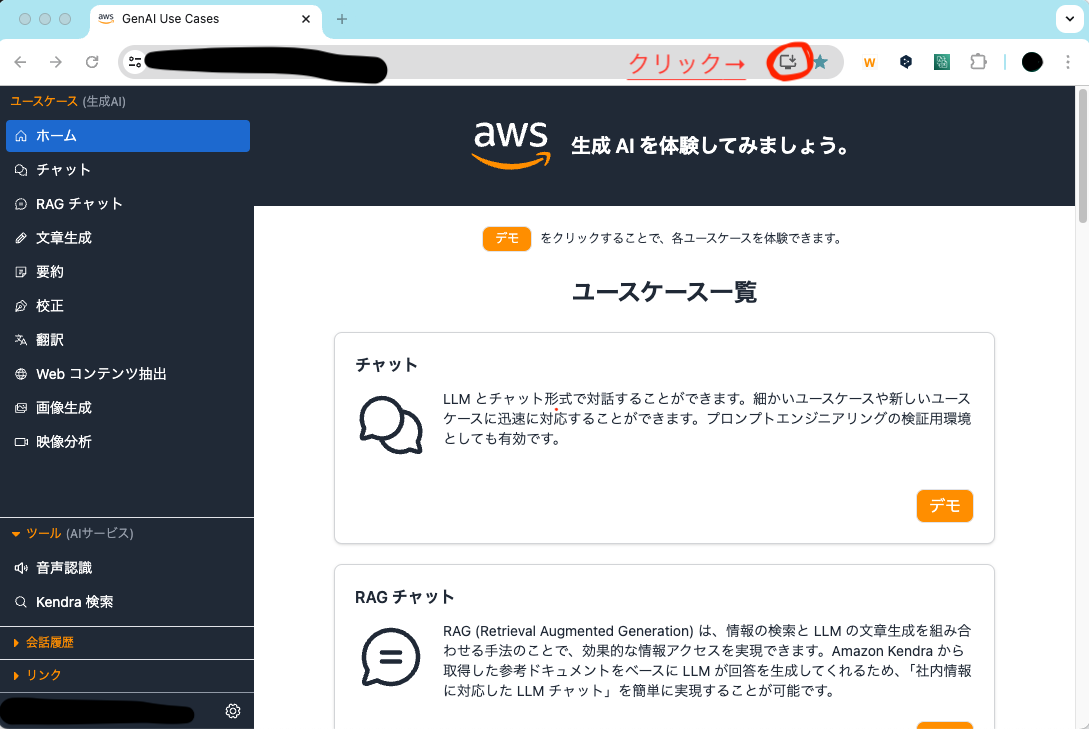 aws GenAI Use Cases
クリック→
W
ユースケース (生成AI)
ホーム
チャット
RAG チャット
文章生成
要約
校正
翻訳
Web コンテンツ抽出
画像生成
映像分析
ツール (AIサービス)
音声認識
Kendra 検索
会話履歴
リンク
aws 生成 AI を体験してみましょう。
デモ をクリックすることで、各ユースケースを体験できます。
ユースケース一覧
チャット
LLM とチャット形式で対話することができます。細かいユースケースや新しいユース
ケースに迅速に対応することができます。プロンプトエンジニアリングの検証用環境
としても有効です。
デモ
RAG チャット
RAG (Retrieval Augmented Generation) は、情報の検索と LLM の文章生成を組み合
わせる手法のことで、効果的な情報アクセスを実現できます。Amazon Kendra から
取得した参考ドキュメントをベースに LLM が回答を生成してくれるため、「社内情報
に対応した LLM チャット」を簡単に実現することが可能です。